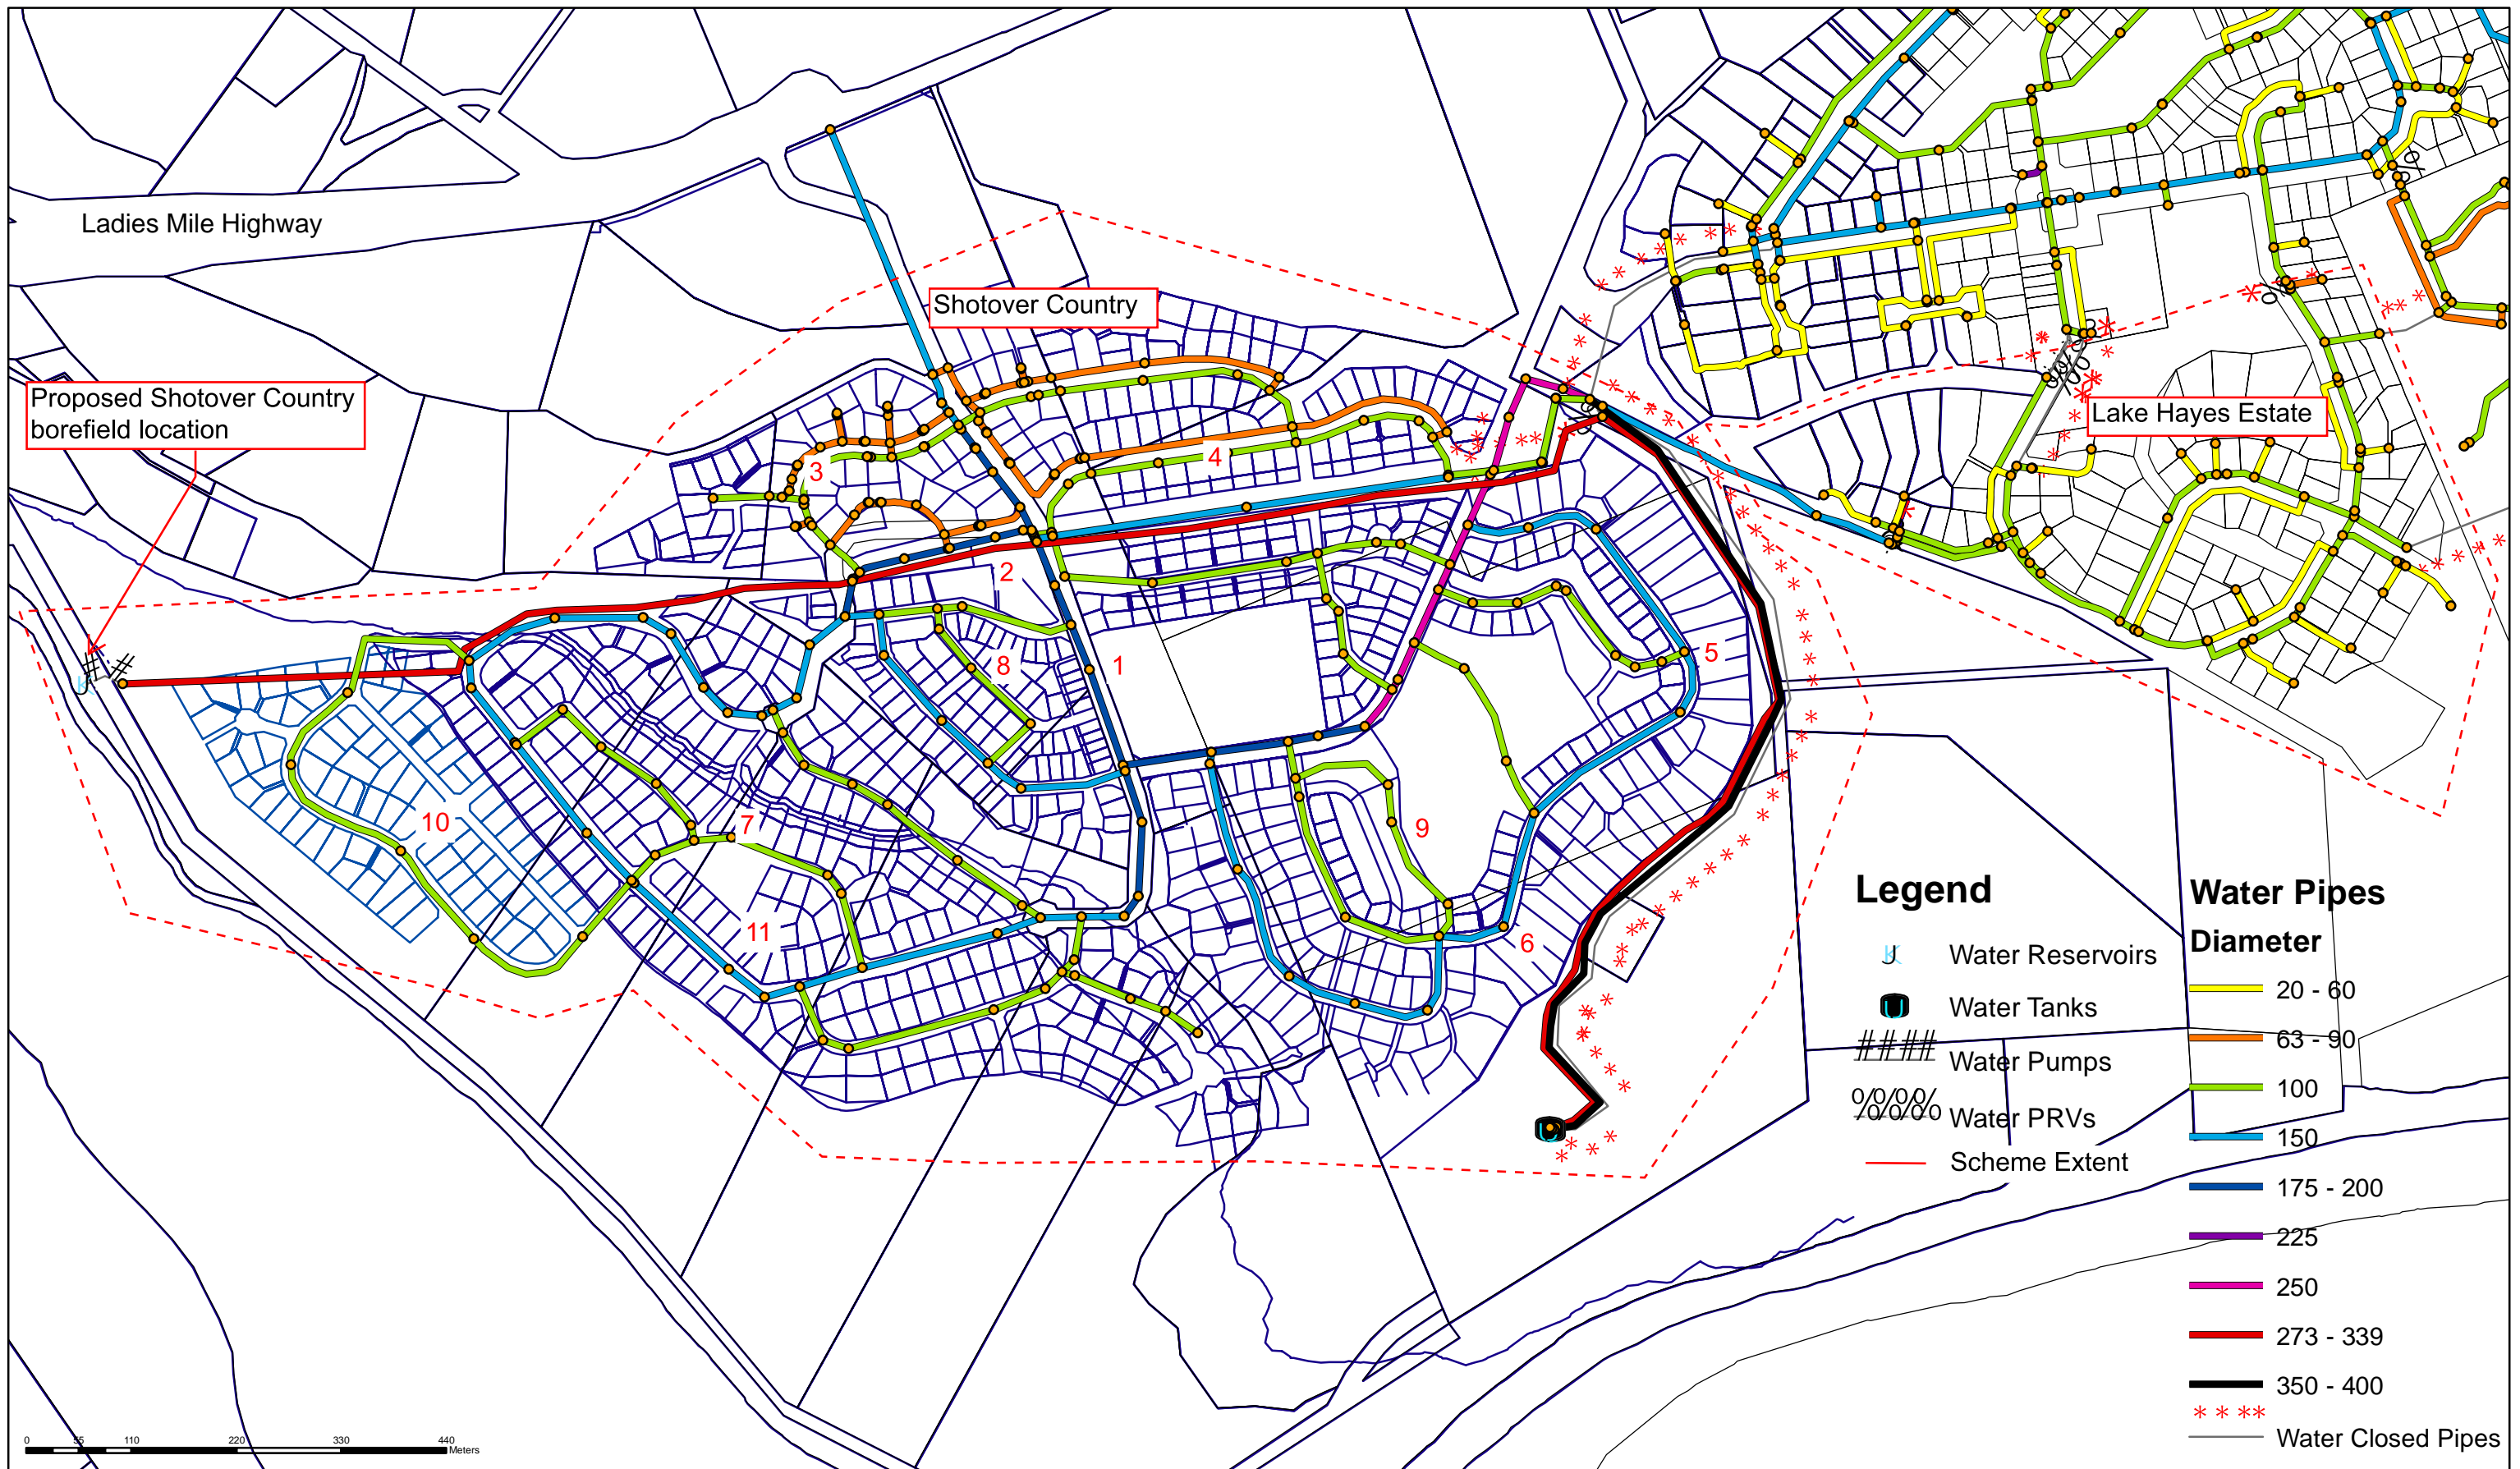 Ladies Mile Highway
Shotover Country
Proposed Shotover Country
borefield location
Lake Hayes Estate
3
4
2
1
8
5
10
7
9
11
6
Legend
Water Reservoirs
Water Tanks
Water Pumps
Water PRVs
Scheme Extent
Water Pipes
Diameter
20 - 60
63 - 90
100
150
175 - 200
225
250
273 - 339
350 - 400
Water Closed Pipes
0 55 110 220 330 440
Meters